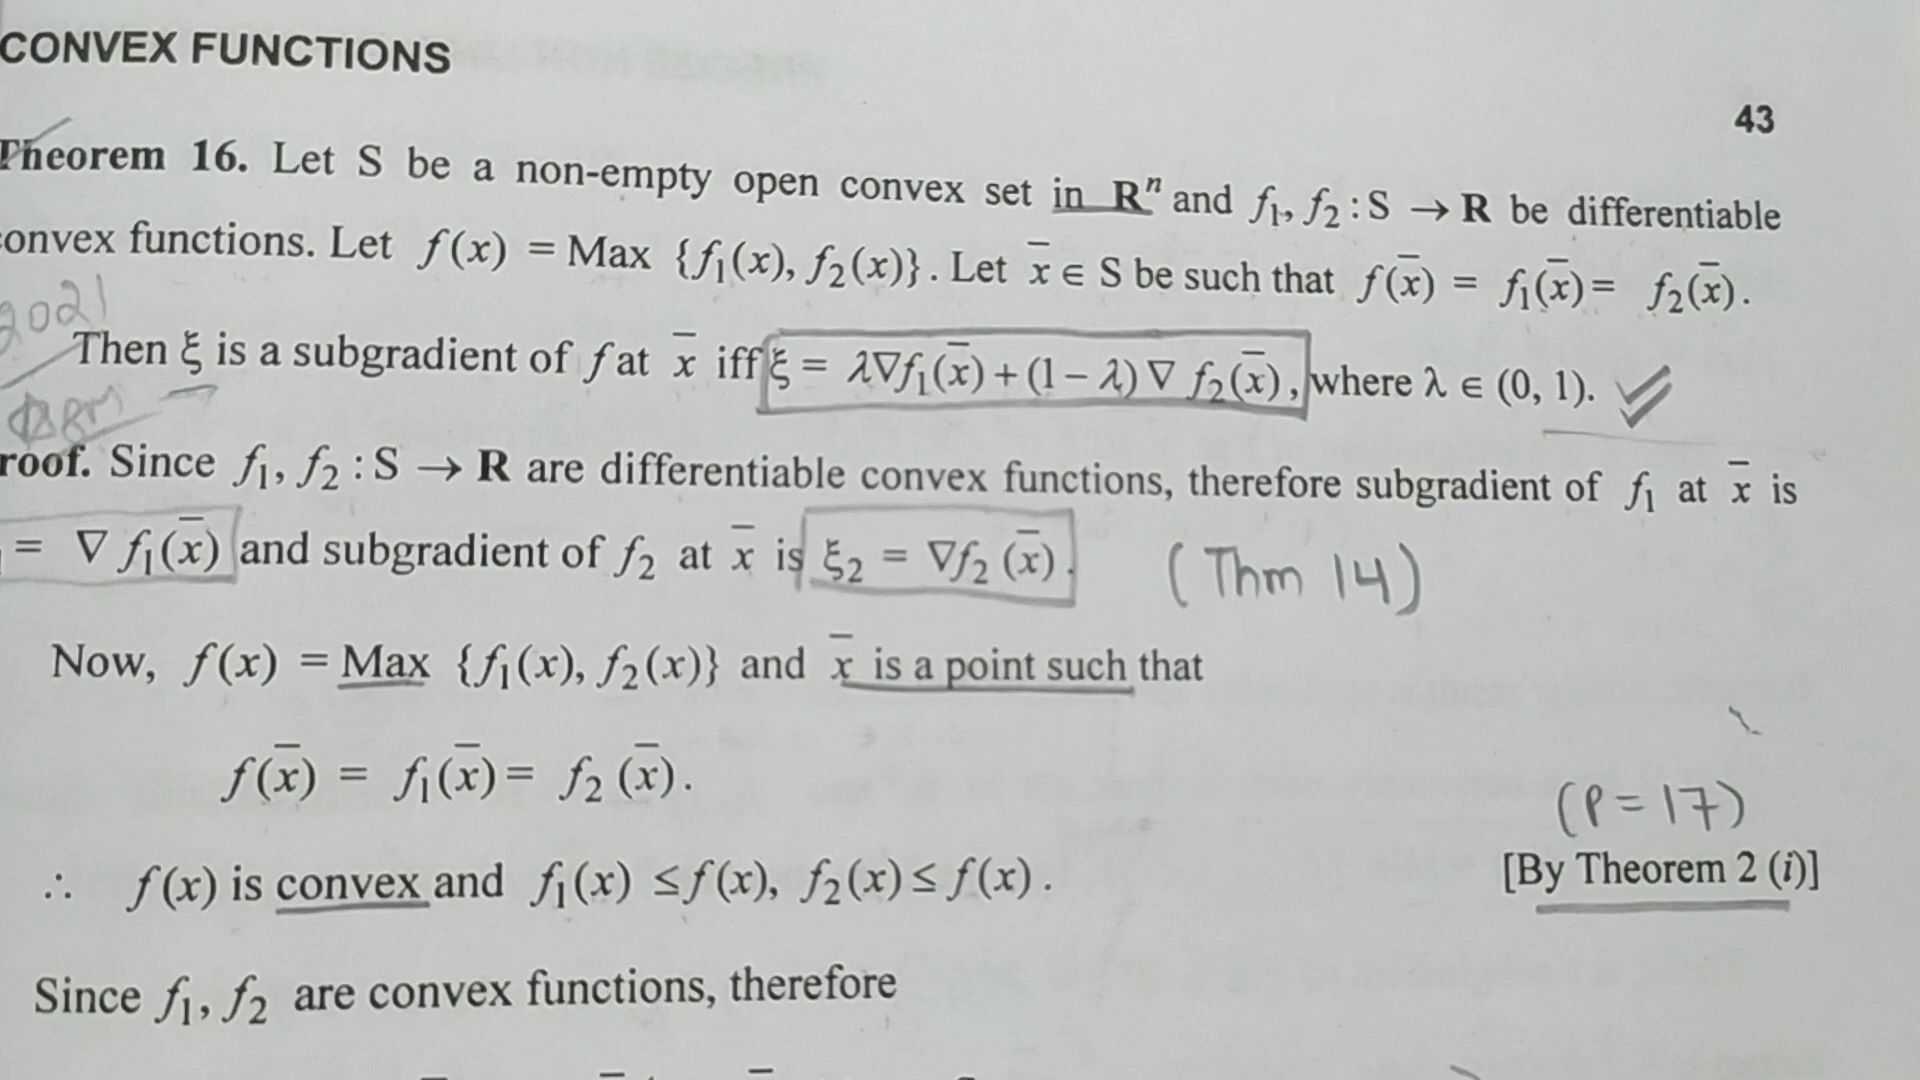 CONVEX FUNCTIONS
43
Theorem 16. Let S be a non-empty open convex set in Rⁿ and f₁, f₂ : S → R be differentiable
convex functions. Let f(x) = Max {f₁(x), f₂(x)}. Let x̄ ∈ S be such that f(x̄) = f₁(x̄) = f₂(x̄).
2021
Then ξ is a subgradient of f at x̄ iff ξ = λ∇f₁(x̄) + (1 – λ) ∇ f₂(x̄), where λ ∈ (0, 1).
8m
roof. Since f₁, f₂ : S → R are differentiable convex functions, therefore subgradient of f₁ at x̄ is
= ∇ f₁(x̄) and subgradient of f₂ at x̄ is ξ₂ = ∇f₂ (x̄). (Thm 14)
Now, f(x) = Max {f₁(x), f₂(x)} and x̄ is a point such that
f(x̄) = f₁(x̄) = f₂ (x̄).
(P = 17)
∴ f(x) is convex and f₁(x) ≤ f(x), f₂(x) ≤ f(x). [By Theorem 2 (i)]
Since f₁, f₂ are convex functions, therefore